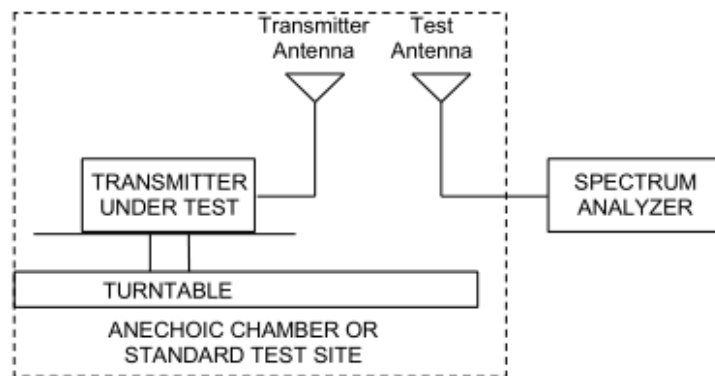 Transmitter
Antenna
Test
Antenna
TRANSMITTER
UNDER TEST
SPECTRUM
ANALYZER
TURNTABLE
ANECHOIC CHAMBER OR
STANDARD TEST SITE